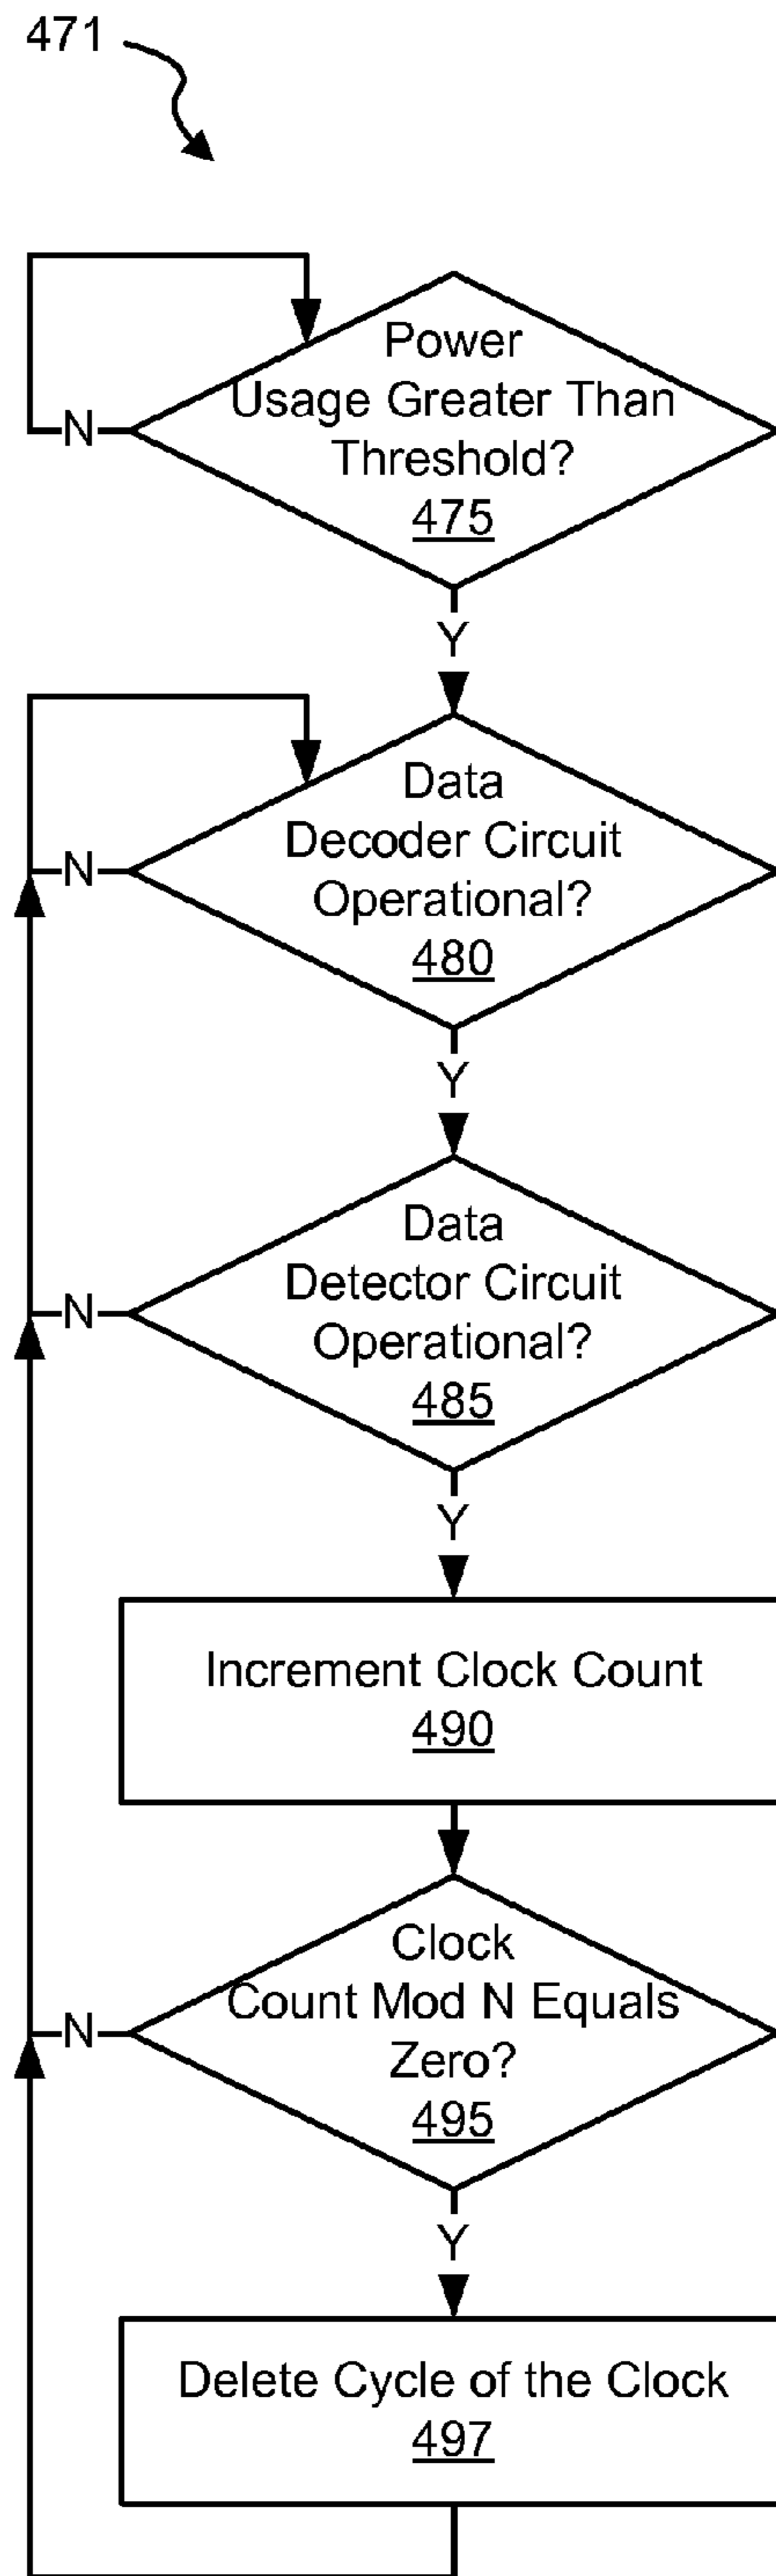 471
Power
Usage Greater Than
Threshold?
475
N
Y
Data
Decoder Circuit
Operational?
480
N
Y
Data
Detector Circuit
Operational?
485
N
Y
Increment Clock Count
490
Clock
Count Mod N Equals
Zero?
495
N
Y
Delete Cycle of the Clock
497